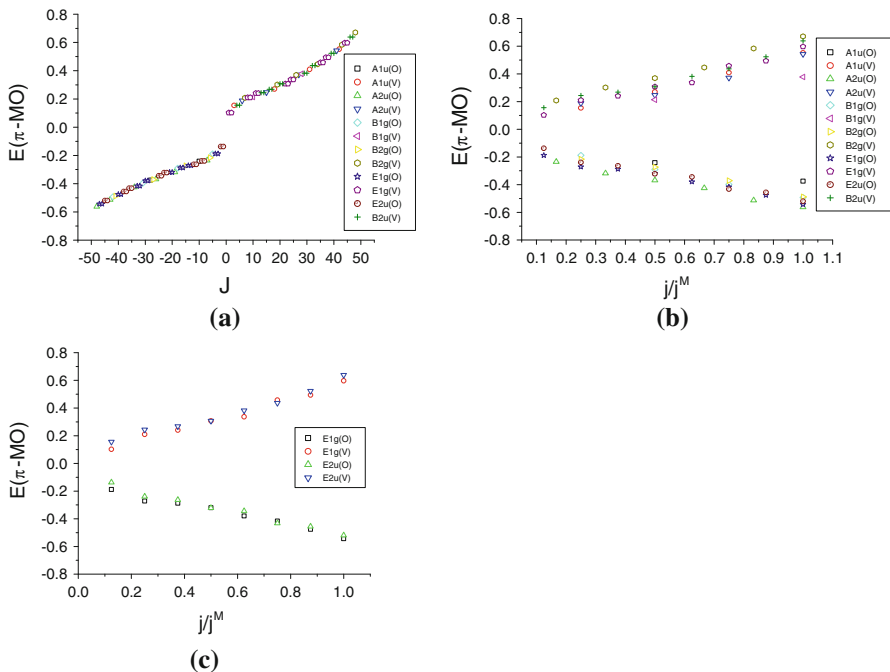 0.8
0.6
0.4
0.2
0.0
-0.2
-0.4
-0.6
-0.8
E(π-MO)
-50 -40 -30 -20 -10 0 10 20 30 40 50
J
A1u(O)
A1u(V)
A2u(O)
A2u(V)
B1g(O)
B1g(V)
B2g(O)
B2g(V)
E1g(O)
E1g(V)
E2u(O)
B2u(V)
(a)
0.8
0.6
0.4
0.2
0.0
-0.2
-0.4
-0.6
-0.8
E(π-MO)
0.1 0.2 0.3 0.4 0.5 0.6 0.7 0.8 0.9 1.0 1.1
j/j^M
A1u(O)
A1u(V)
A2u(O)
A2u(V)
B1g(O)
B1g(V)
B2g(O)
B2g(V)
E1g(O)
E1g(V)
E2u(O)
B2u(V)
(b)
0.8
0.6
0.4
0.2
0.0
-0.2
-0.4
-0.6
0.8
E(π-MO)
0.0 0.2 0.4 0.6 0.8 1.0
j/j^M
E1g(O)
E1g(V)
E2u(O)
E2u(V)
(c)